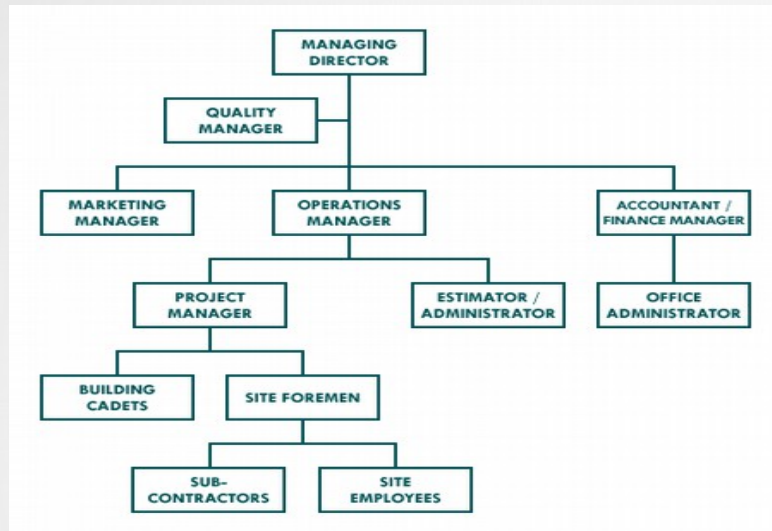 MANAGING
DIRECTOR
QUALITY
MANAGER
MARKETING
MANAGER
OPERATIONS
MANAGER
ACCOUNTANT /
FINANCE MANAGER
PROJECT
MANAGER
ESTIMATOR /
ADMINISTRATOR
OFFICE
ADMINISTRATOR
BUILDING
CADETS
SITE FOREMEN
SUB-
CONTRACTORS
SITE
EMPLOYEES